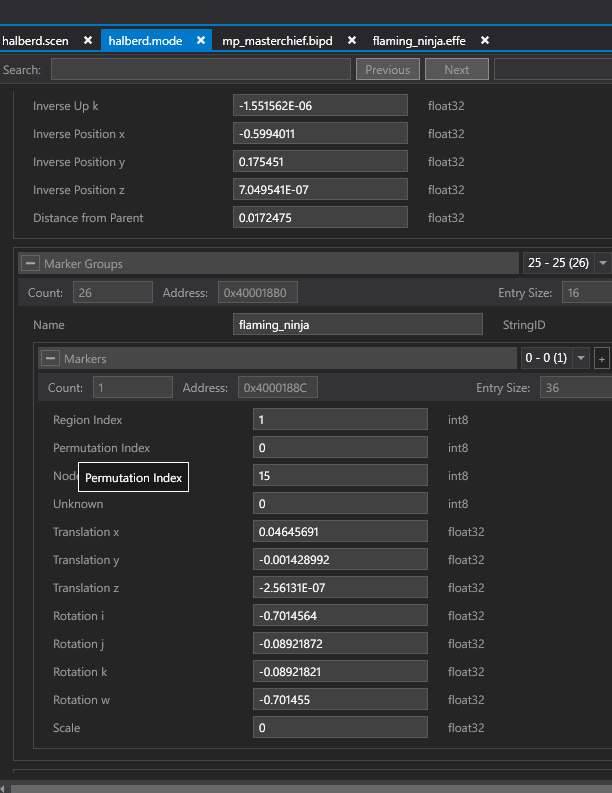 halberd.scen × halberd.mode × mp_masterchief.bipd × flaming_ninja.effe ×
Search: Previous Next
Inverse Up k -1.551562E-06 float32
Inverse Position x -0.5994011 float32
Inverse Position y 0.175451 float32
Inverse Position z 7.049541E-07 float32
Distance from Parent 0.0172475 float32
Marker Groups 25 - 25 (26)
Count: 26 Address: 0x400018B0 Entry Size: 16
Name flaming_ninja StringID
Markers 0 - 0 (1) +
Count: 1 Address: 0x4000188C Entry Size: 36
Region Index 1 int8
Permutation Index 0 int8
15 int8
Permutation Index
Unknown 0 int8
Translation x 0.04645691 float32
Translation y -0.001428992 float32
Translation z -2.56131E-07 float32
Rotation i -0.7014564 float32
Rotation j -0.08921872 float32
Rotation k -0.08921821 float32
Rotation w -0.701455 float32
Scale 0 float32